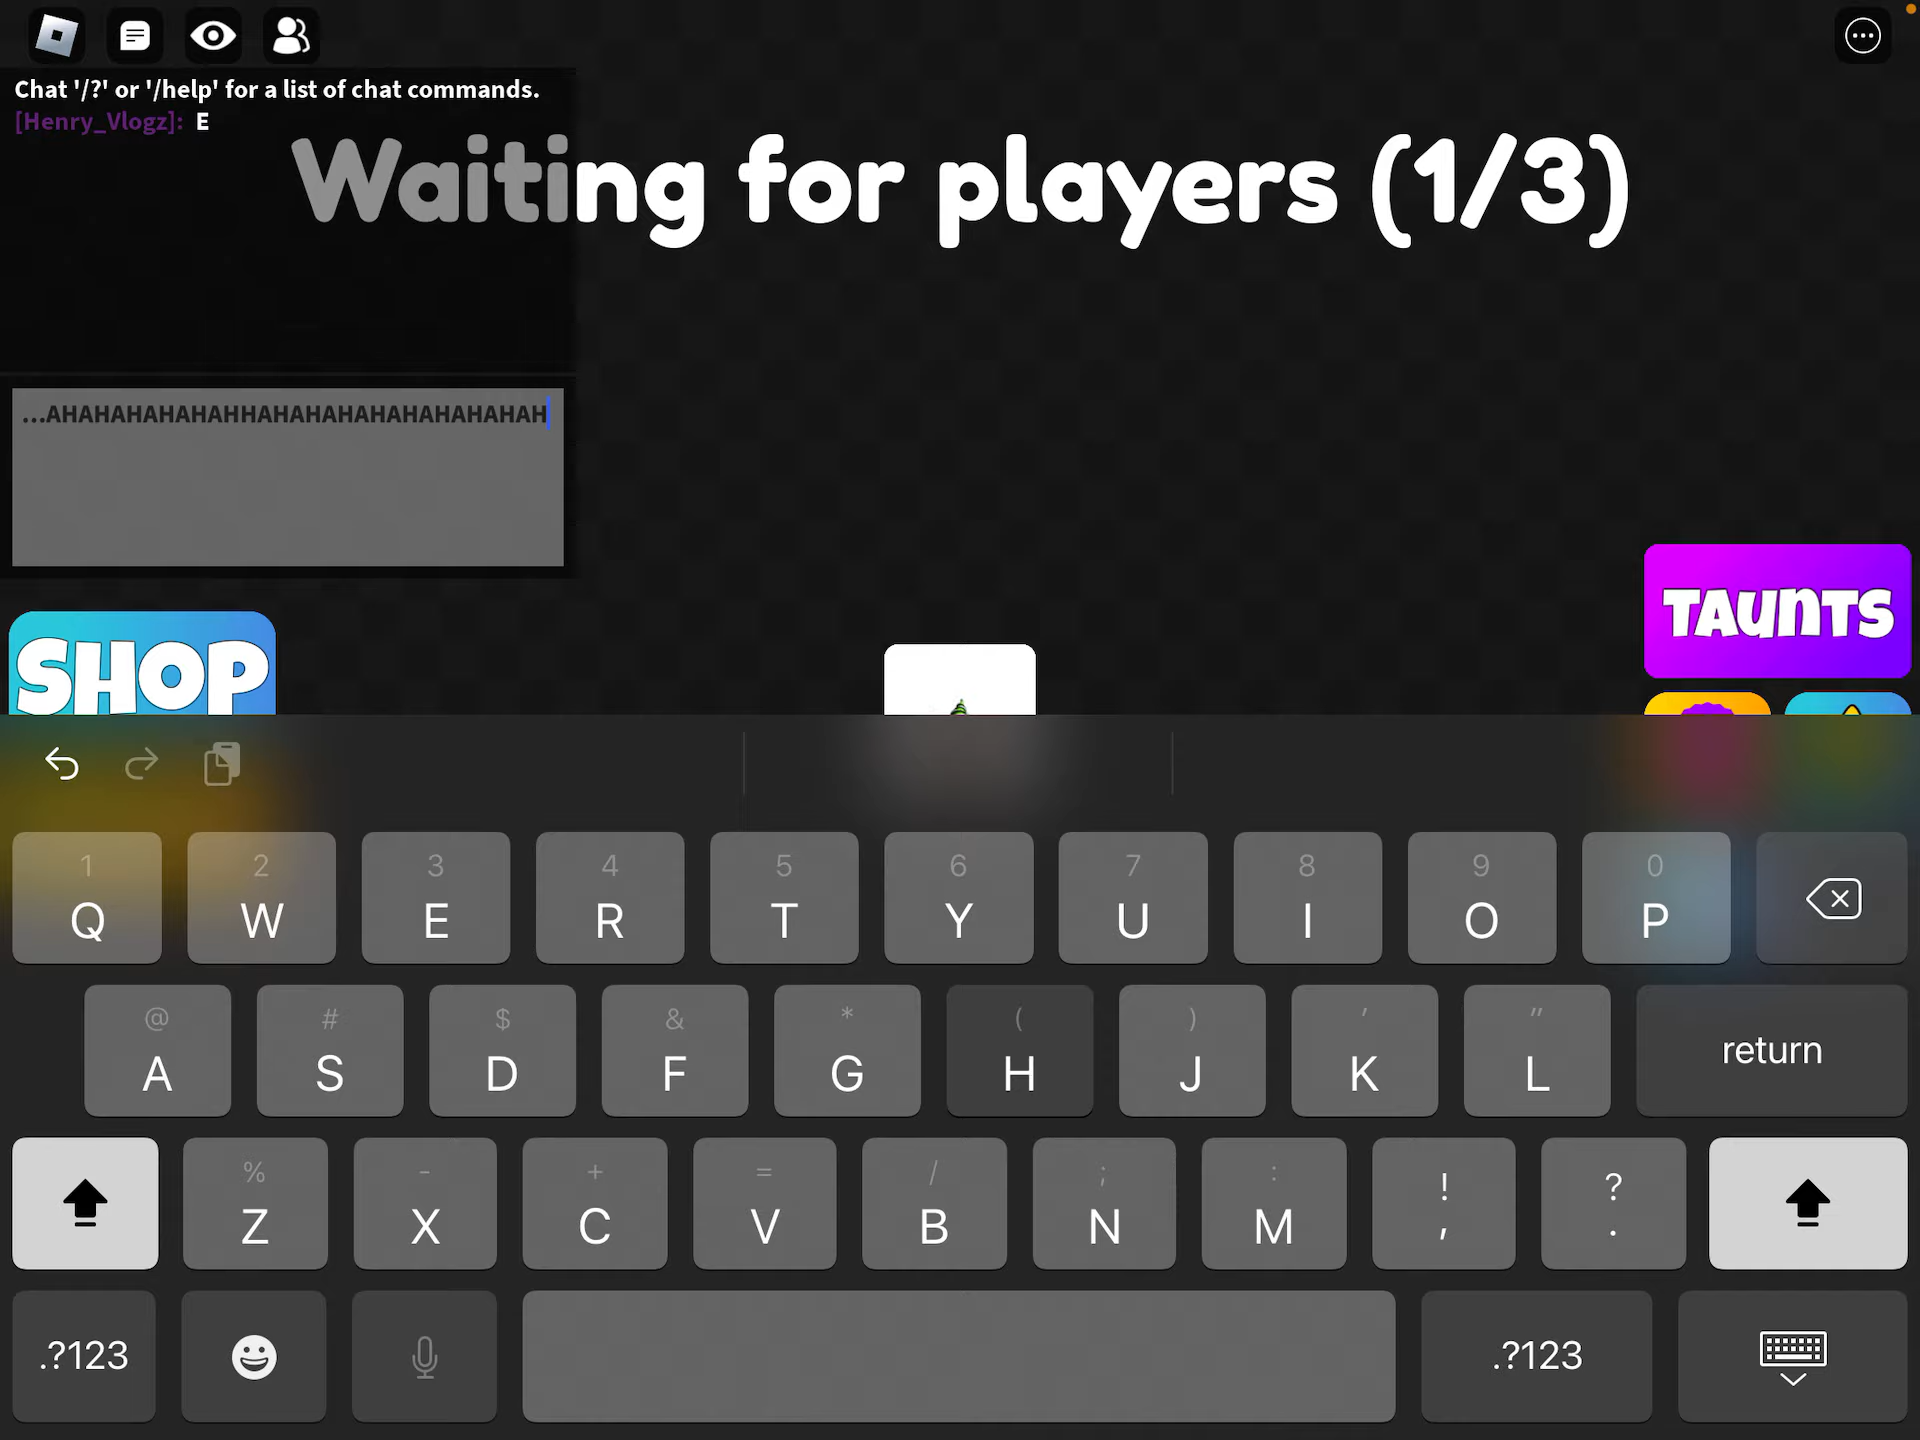 Chat '/?' or '/help' for a list of chat commands.
[Henry_Vlogz]: E
Waiting for players (1/3)
...AHAHAHAHAHAHHAHAHAHAHAHAHAHAHAH
TAUNTS
SHOP
1 2 3 4 5 6 7 8 9 0
Q W E R T Y U I O P
@ # $ & * ( ) ' "
A S D F G H J K L return
% - + = / ; : ! ?
Z X C V B N M , .
.?123 .?123